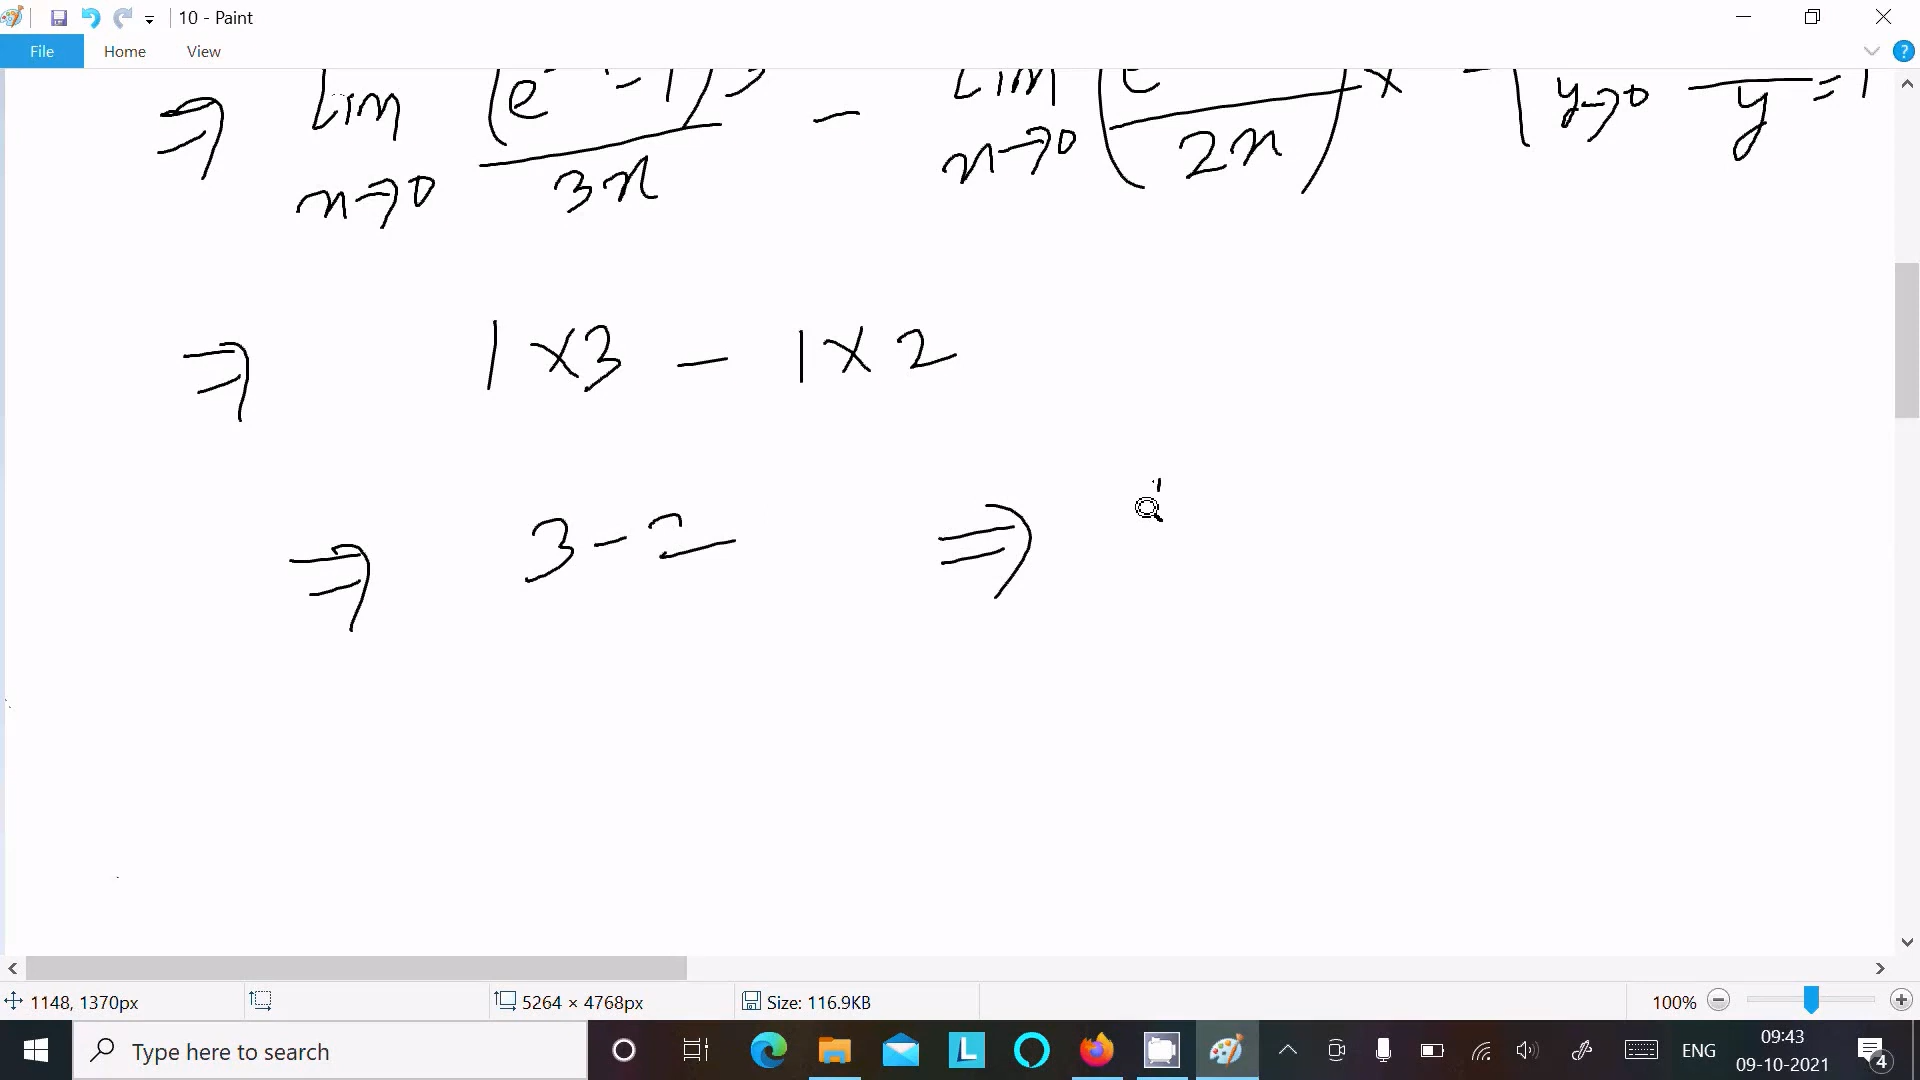 10 - Paint
File Home View
⇒ Lim (e - 1) 3 - Lim (e ) x
n→0 3x n→0 2x y→0 y = 1
⇒ 1 × 3 - 1 × 2
⇒ 3 - 2 ⇒
1148, 1370px 5264 × 4768px Size: 116.9KB 100%
Type here to search L ENG 09:43
09-10-2021 4